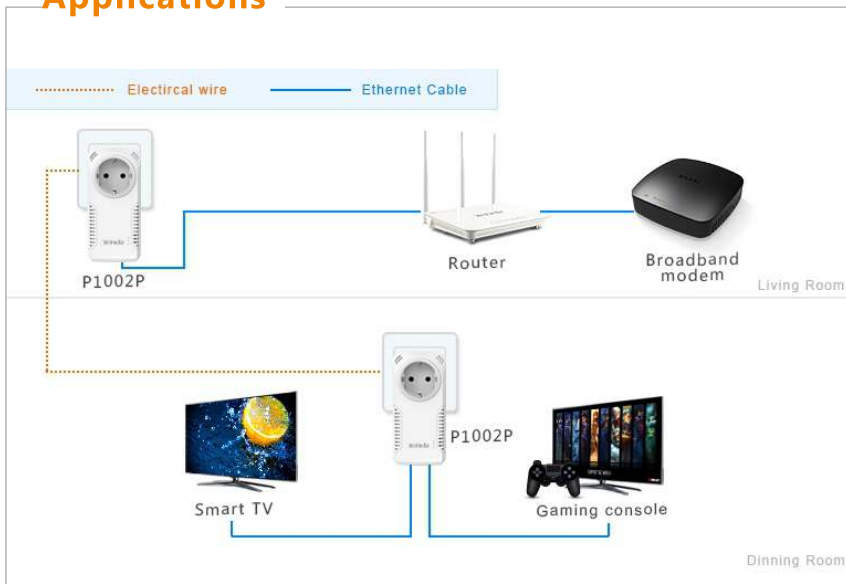 Applications
Electircal wire
Ethernet Cable
P1002P
Router
Broadband
modem
Living Room
P1002P
Smart TV
Gaming console
Dinning Room